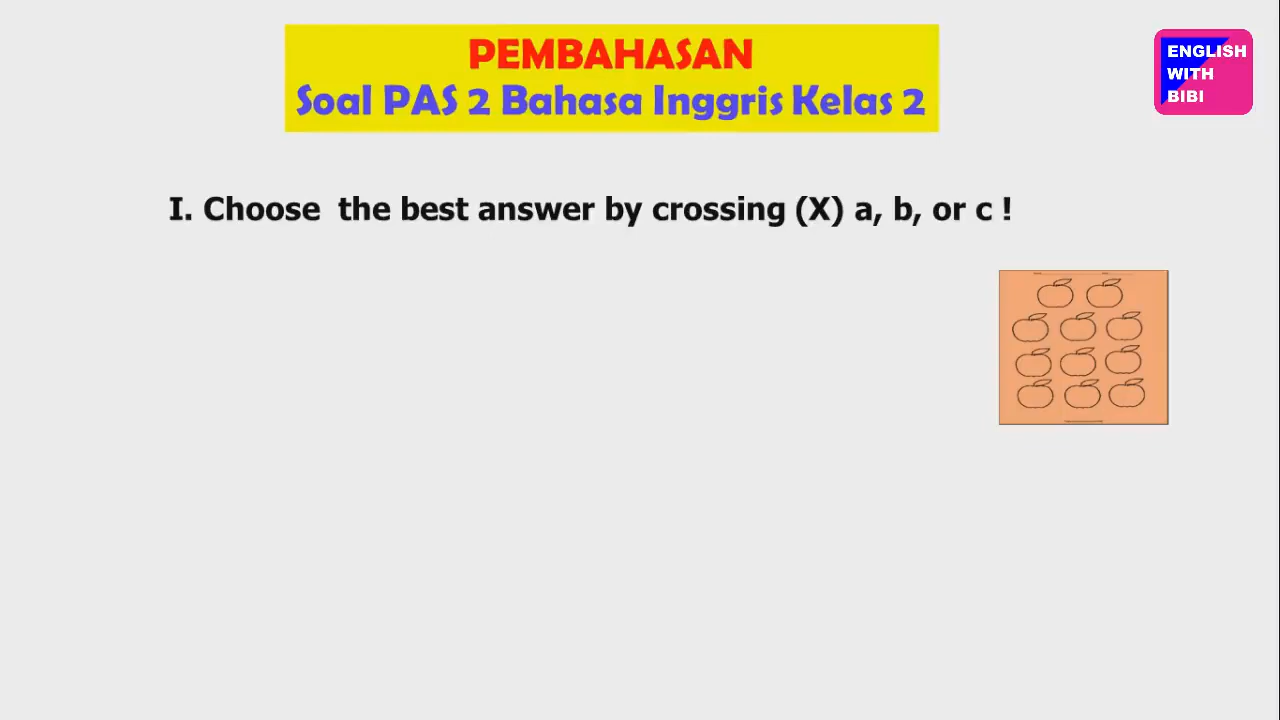 PEMBAHASAN
Soal PAS 2 Bahasa Inggris Kelas 2
ENGLISH
WITH
BIBI
I. Choose the best answer by crossing (X) a, b, or c !